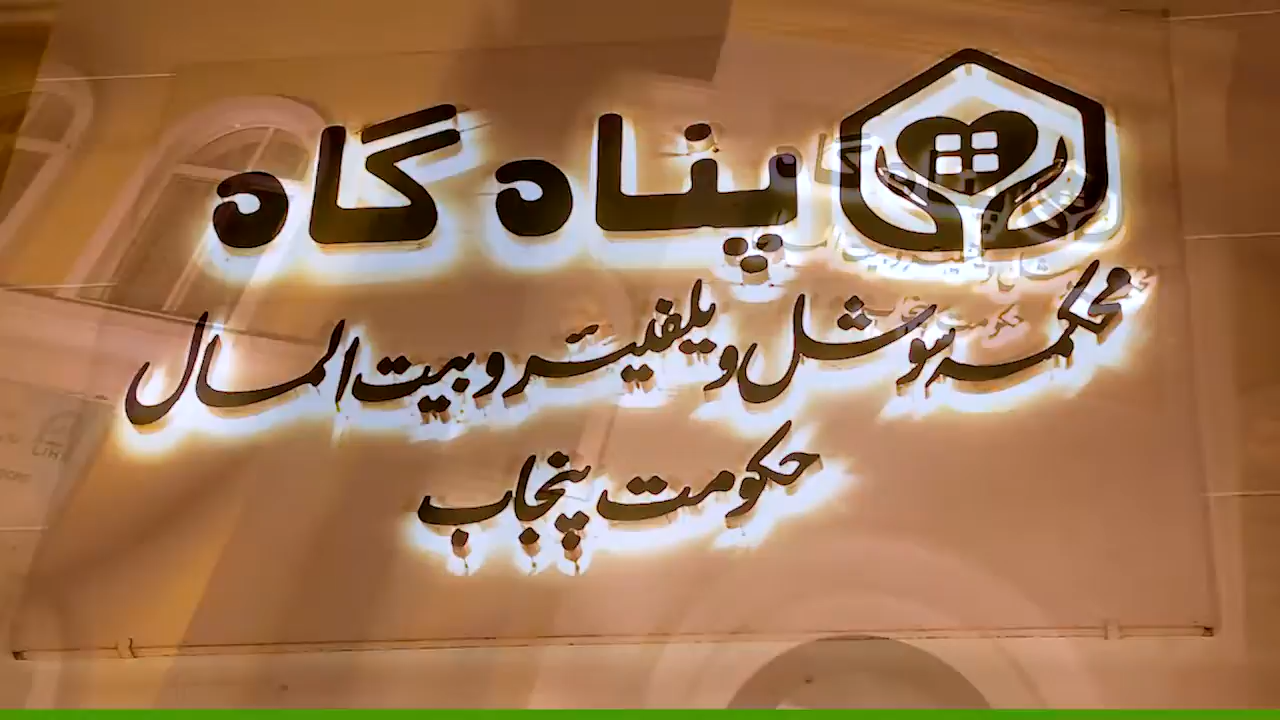 پناہ گاہ
محکمہ سوشل ویلفیئر و بیت المال
حکومت پنجاب